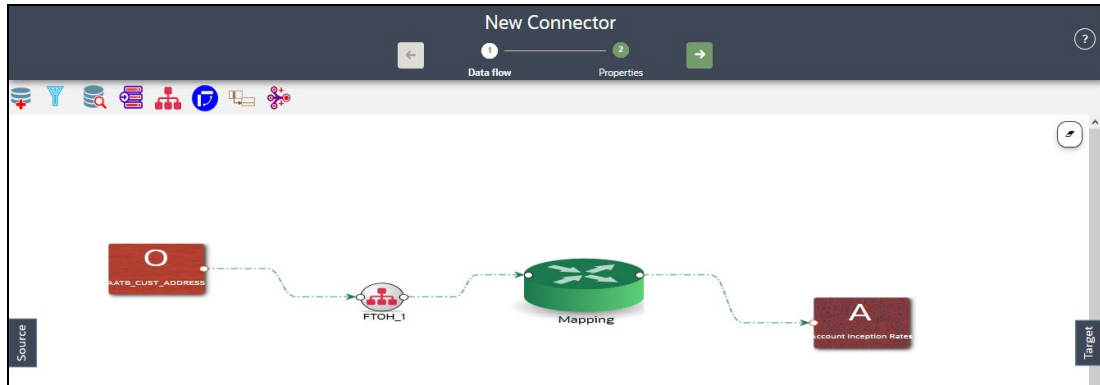 New Connector
1
2
Data flow
Properties
?
O
AATB_CUST_ADDRESS
FTOH_1
Mapping
A
Account Inception Rates
Source
Target